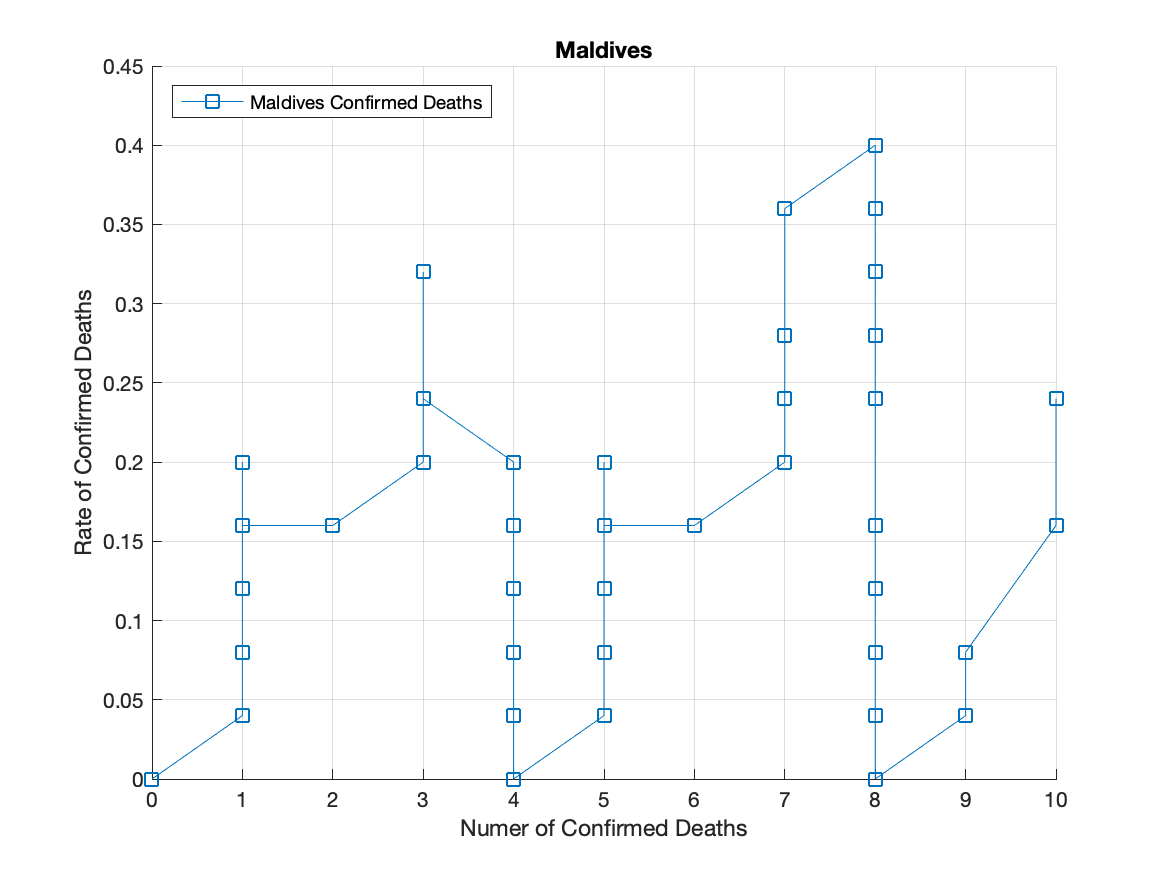 Maldives
Maldives Confirmed Deaths
0.45
0.4
0.35
0.3
0.25
0.2
0.15
0.1
0.05
0
Rate of Confirmed Deaths
0 1 2 3 4 5 6 7 8 9 10
Numer of Confirmed Deaths